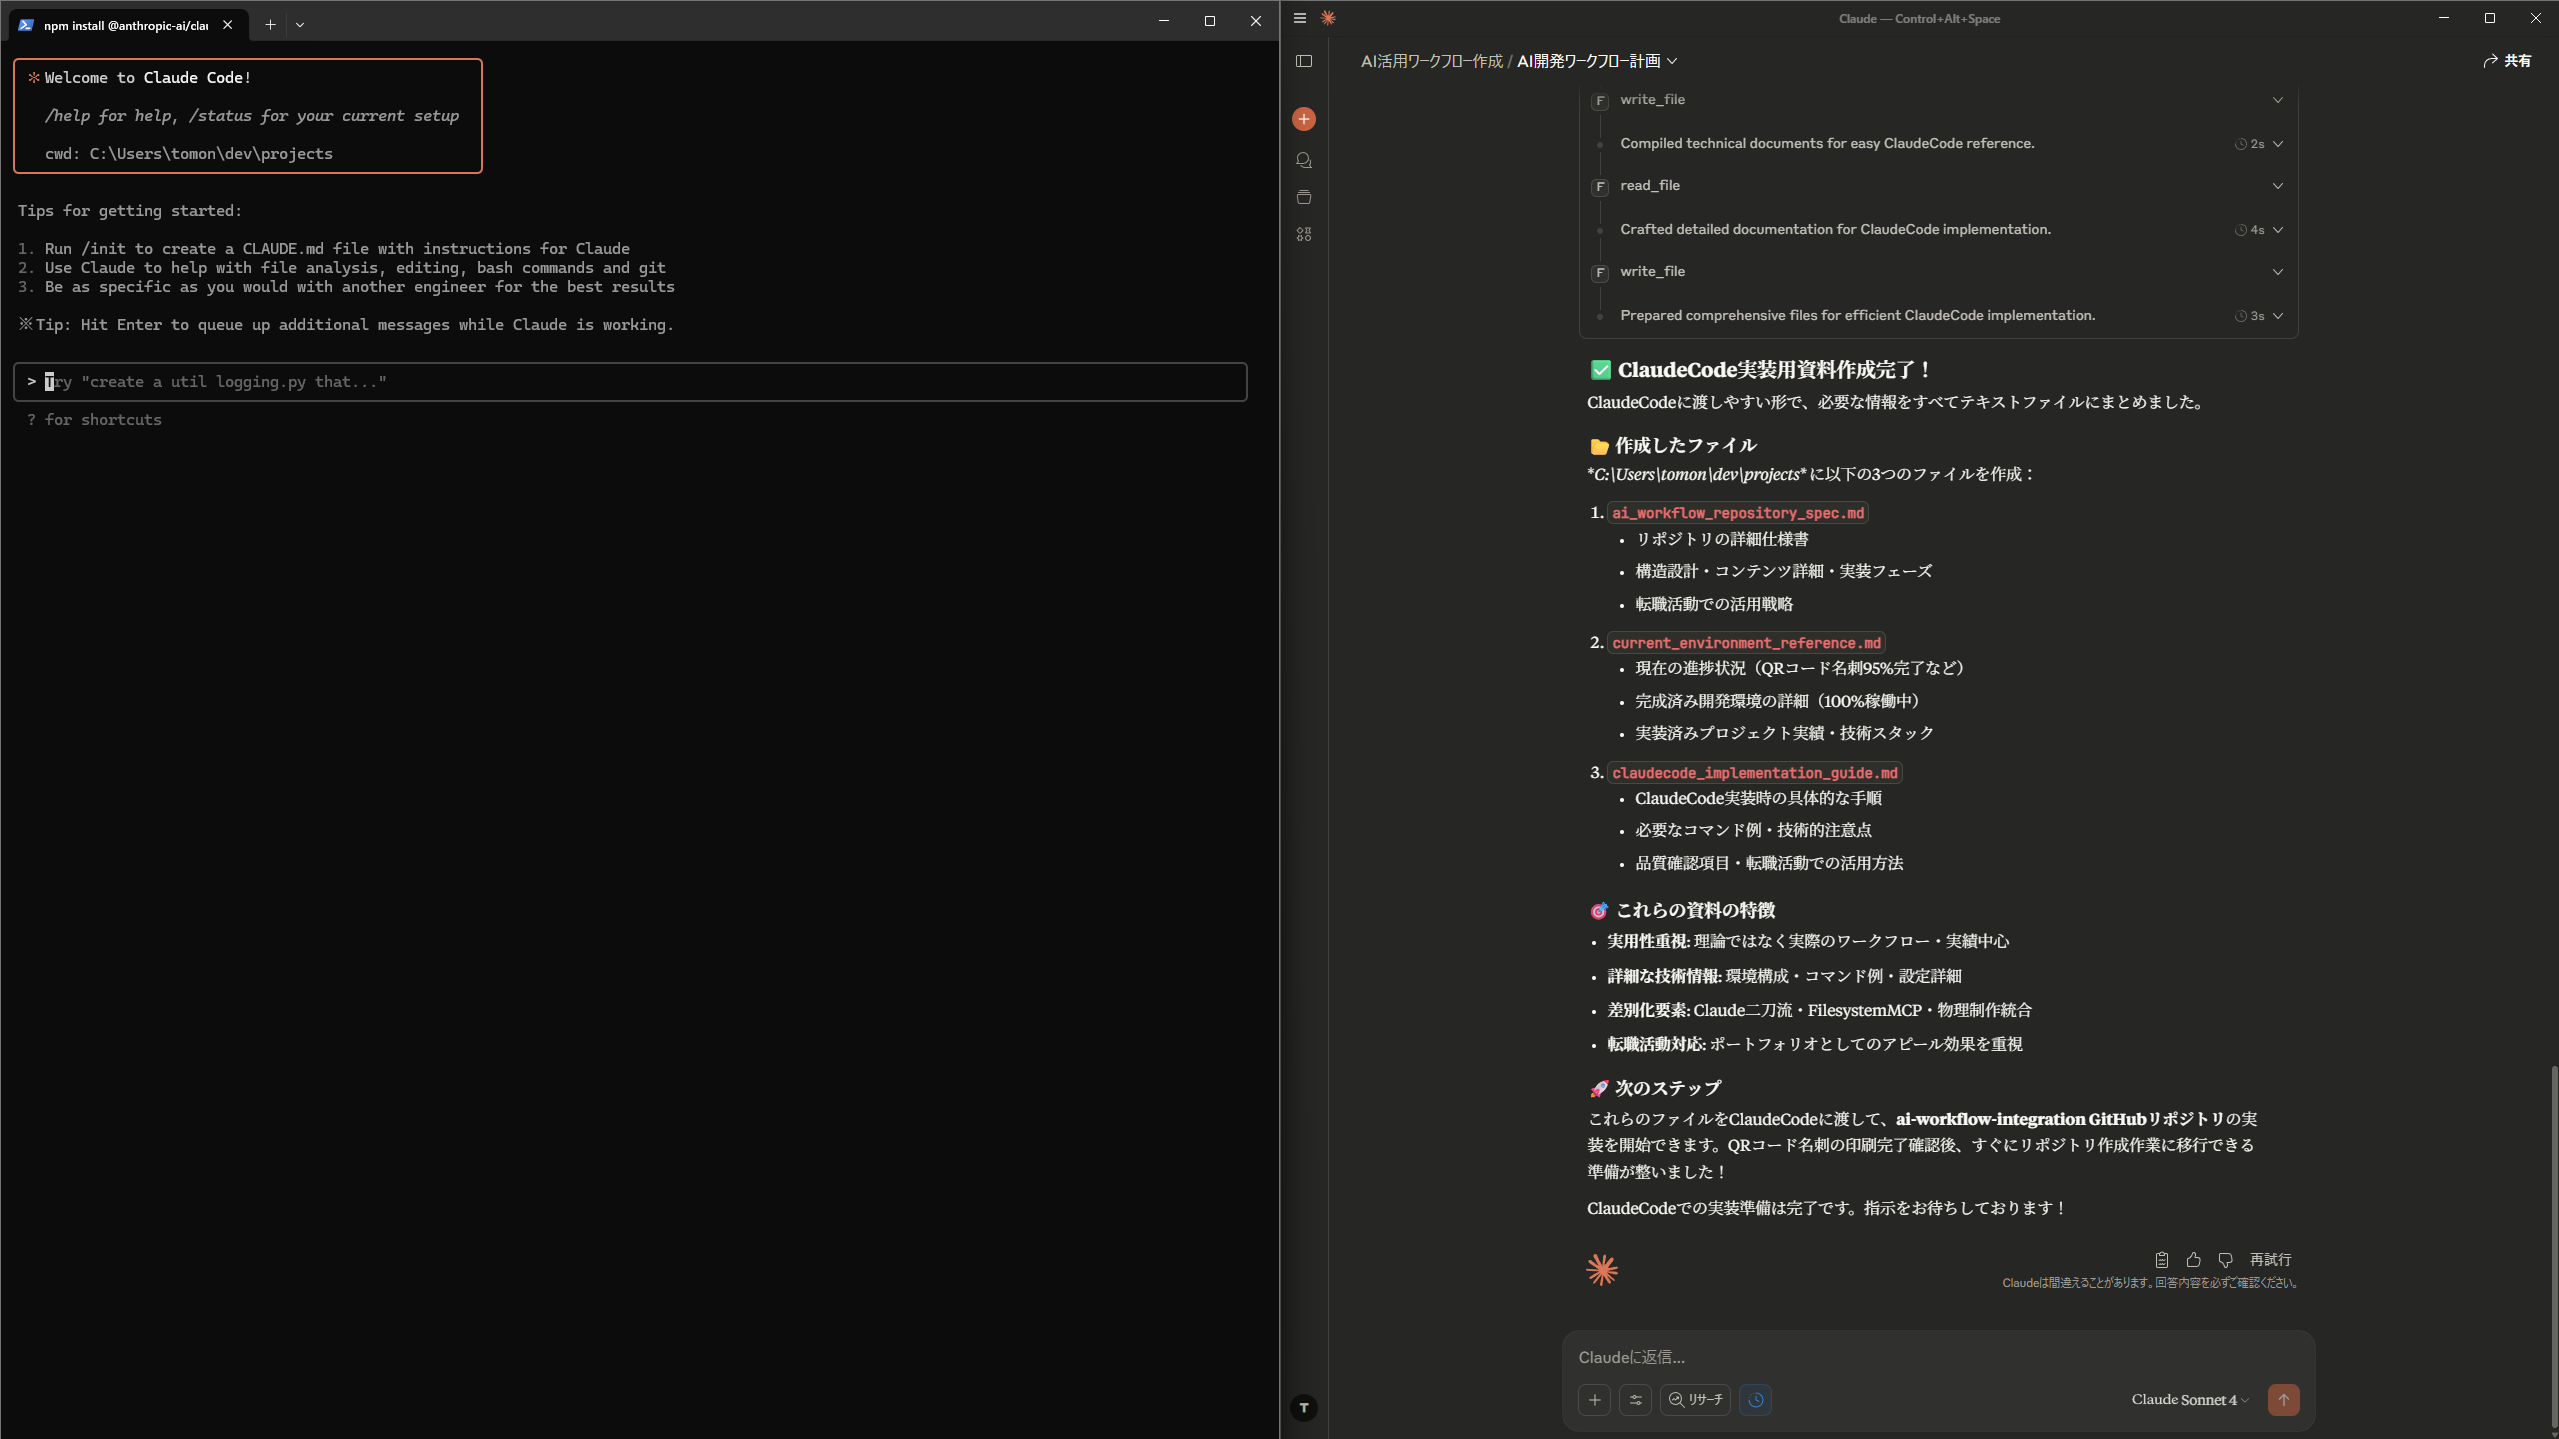 npm install @anthropic-ai/clau
✻ Welcome to Claude Code!
/help for help, /status for your current setup
cwd: C:\Users\tomon\dev\projects
Tips for getting started:
1. Run /init to create a CLAUDE.md file with instructions for Claude
2. Use Claude to help with file analysis, editing, bash commands and git
3. Be as specific as you would with another engineer for the best results
※Tip: Hit Enter to queue up additional messages while Claude is working.
> Try "create a util logging.py that..."
? for shortcuts
Claude — Control+Alt+Space
AI活用ワークフロー作成 / AI開発ワークフロー計画
共有
F write_file
Compiled technical documents for easy ClaudeCode reference. 2s
F read_file
Crafted detailed documentation for ClaudeCode implementation. 4s
F write_file
Prepared comprehensive files for efficient ClaudeCode implementation. 3s
✅ ClaudeCode実装用資料作成完了！
ClaudeCodeに渡しやすい形で、必要な情報をすべてテキストファイルにまとめました。
📁 作成したファイル
*C:\Users\tomon\dev\projects* に以下の3つのファイルを作成：
1. ai_workflow_repository_spec.md
• リポジトリの詳細仕様書
• 構造設計・コンテンツ詳細・実装フェーズ
• 転職活動での活用戦略
2. current_environment_reference.md
• 現在の進捗状況（QRコード名刺95%完了など）
• 完成済み開発環境の詳細（100%稼働中）
• 実装済みプロジェクト実績・技術スタック
3. claudecode_implementation_guide.md
• ClaudeCode実装時の具体的な手順
• 必要なコマンド例・技術的注意点
• 品質確認項目・転職活動での活用方法
🎯 これらの資料の特徴
• 実用性重視: 理論ではなく実際のワークフロー・実績中心
• 詳細な技術情報: 環境構成・コマンド例・設定詳細
• 差別化要素: Claude二刀流・FilesystemMCP・物理制作統合
• 転職活動対応: ポートフォリオとしてのアピール効果を重視
🚀 次のステップ
これらのファイルをClaudeCodeに渡して、ai-workflow-integration GitHubリポジトリの実
装を開始できます。QRコード名刺の印刷完了確認後、すぐにリポジトリ作成作業に移行できる
準備が整いました！
ClaudeCodeでの実装準備は完了です。指示をお待ちしております！
再試行
Claudeは間違えることがあります。回答内容を必ずご確認ください。
Claudeに返信...
リサーチ
Claude Sonnet 4
T